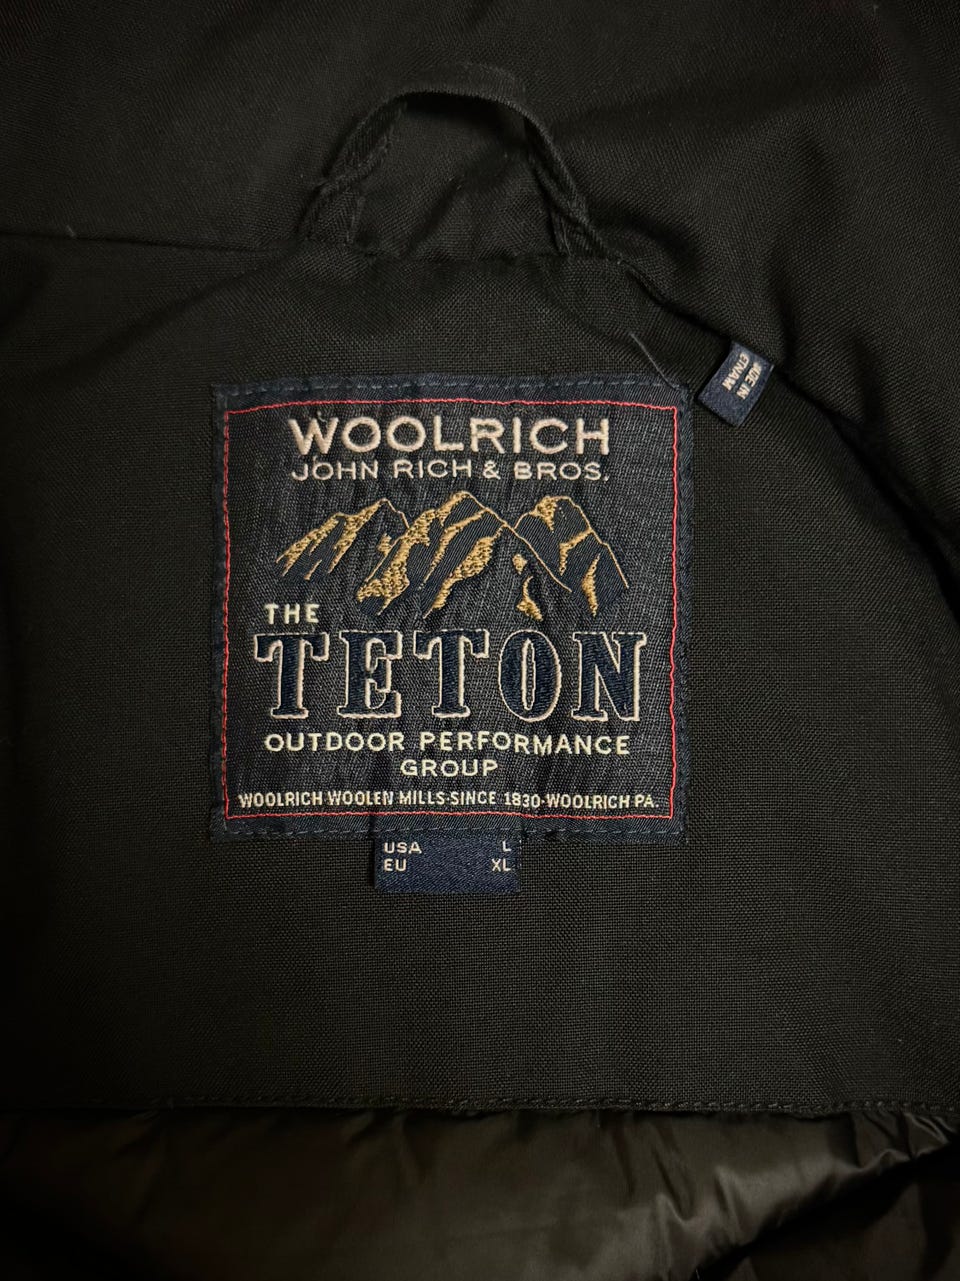 WOOLRICH
JOHN RICH & BROS.
THE
TETON
OUTDOOR PERFORMANCE
GROUP
WOOLRICH WOOLEN MILLS·SINCE 1830·WOOLRICH PA.
USA L
EU XL
IN